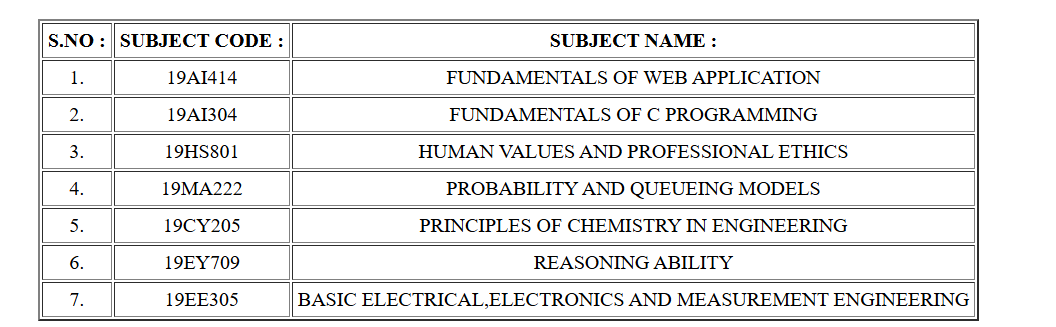 S.NO : SUBJECT CODE : SUBJECT NAME :
1. 19AI414 FUNDAMENTALS OF WEB APPLICATION
2. 19AI304 FUNDAMENTALS OF C PROGRAMMING
3. 19HS801 HUMAN VALUES AND PROFESSIONAL ETHICS
4. 19MA222 PROBABILITY AND QUEUEING MODELS
5. 19CY205 PRINCIPLES OF CHEMISTRY IN ENGINEERING
6. 19EY709 REASONING ABILITY
7. 19EE305 BASIC ELECTRICAL,ELECTRONICS AND MEASUREMENT ENGINEERING